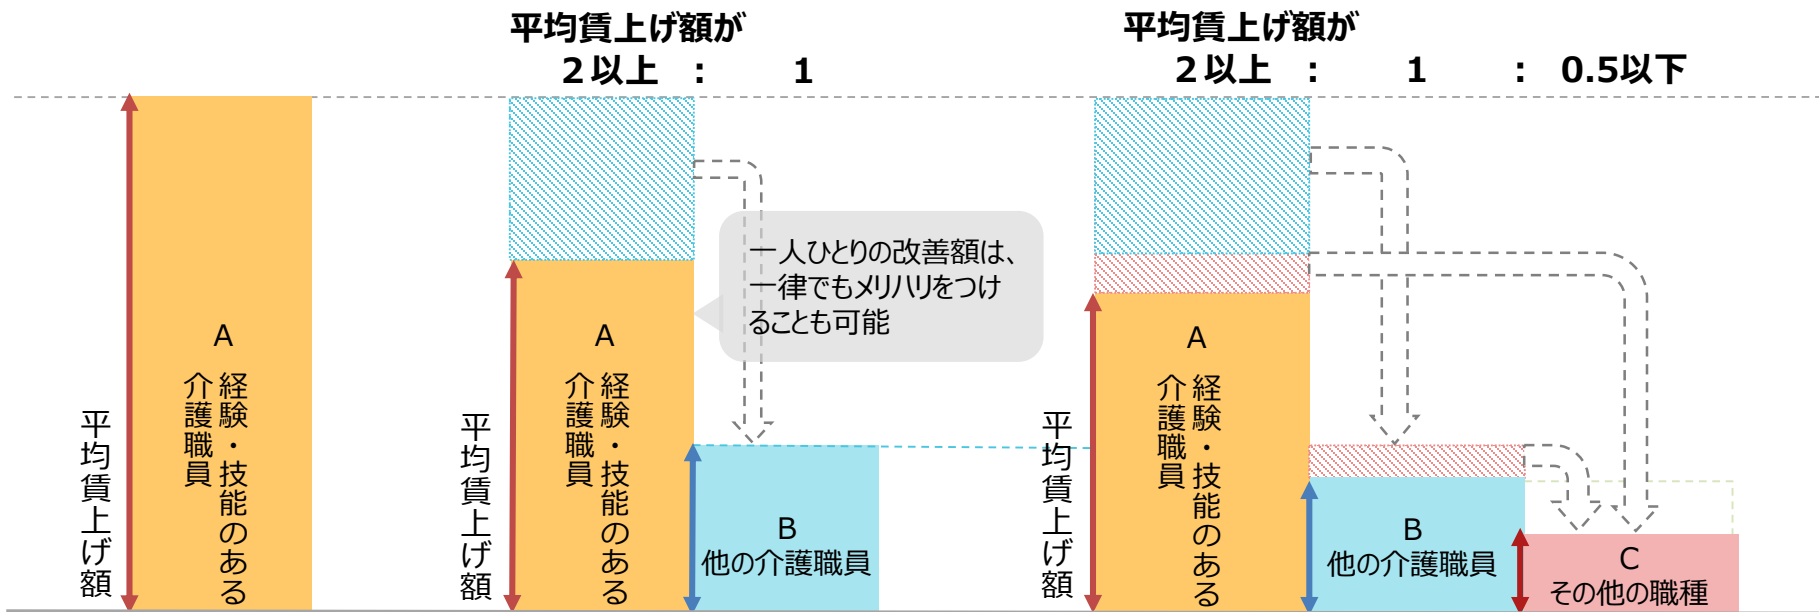 平均賃上げ額が
２以上 : 1
平均賃上げ額が
２以上 : 1 : 0.5以下
平均賃上げ額
A
経験・技能のある
介護職員
平均賃上げ額
A
経験・技能のある
介護職員
一人ひとりの改善額は、
一律でもメリハリをつけ
ることも可能
B
他の介護職員
平均賃上げ額
A
経験・技能のある
介護職員
B
他の介護職員
C
その他の職種